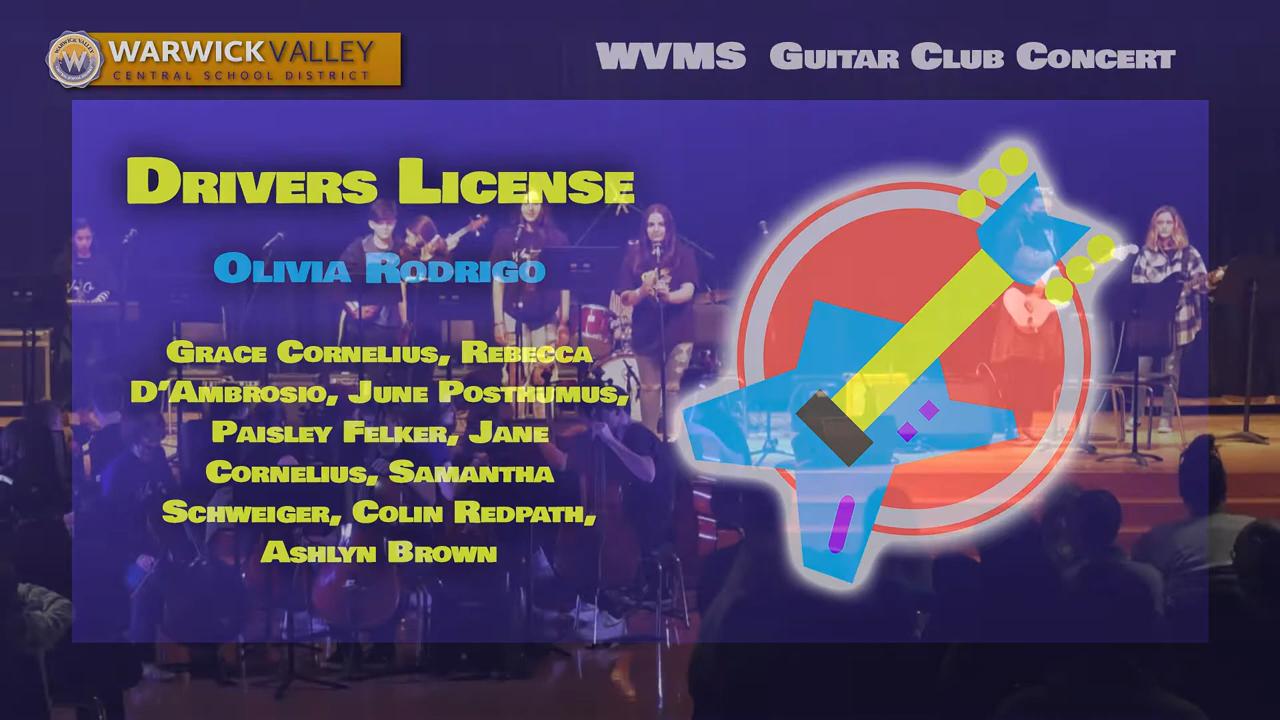 WARWICK VALLEY
CENTRAL SCHOOL DISTRICT
WVMS Guitar Club Concert
Drivers License
Olivia Rodrigo
Grace Cornelius, Rebecca
D'Ambrosio, June Posthumus,
Paisley Felker, Jane
Cornelius, Samantha
Schweiger, Colin Redpath,
Ashlyn Brown